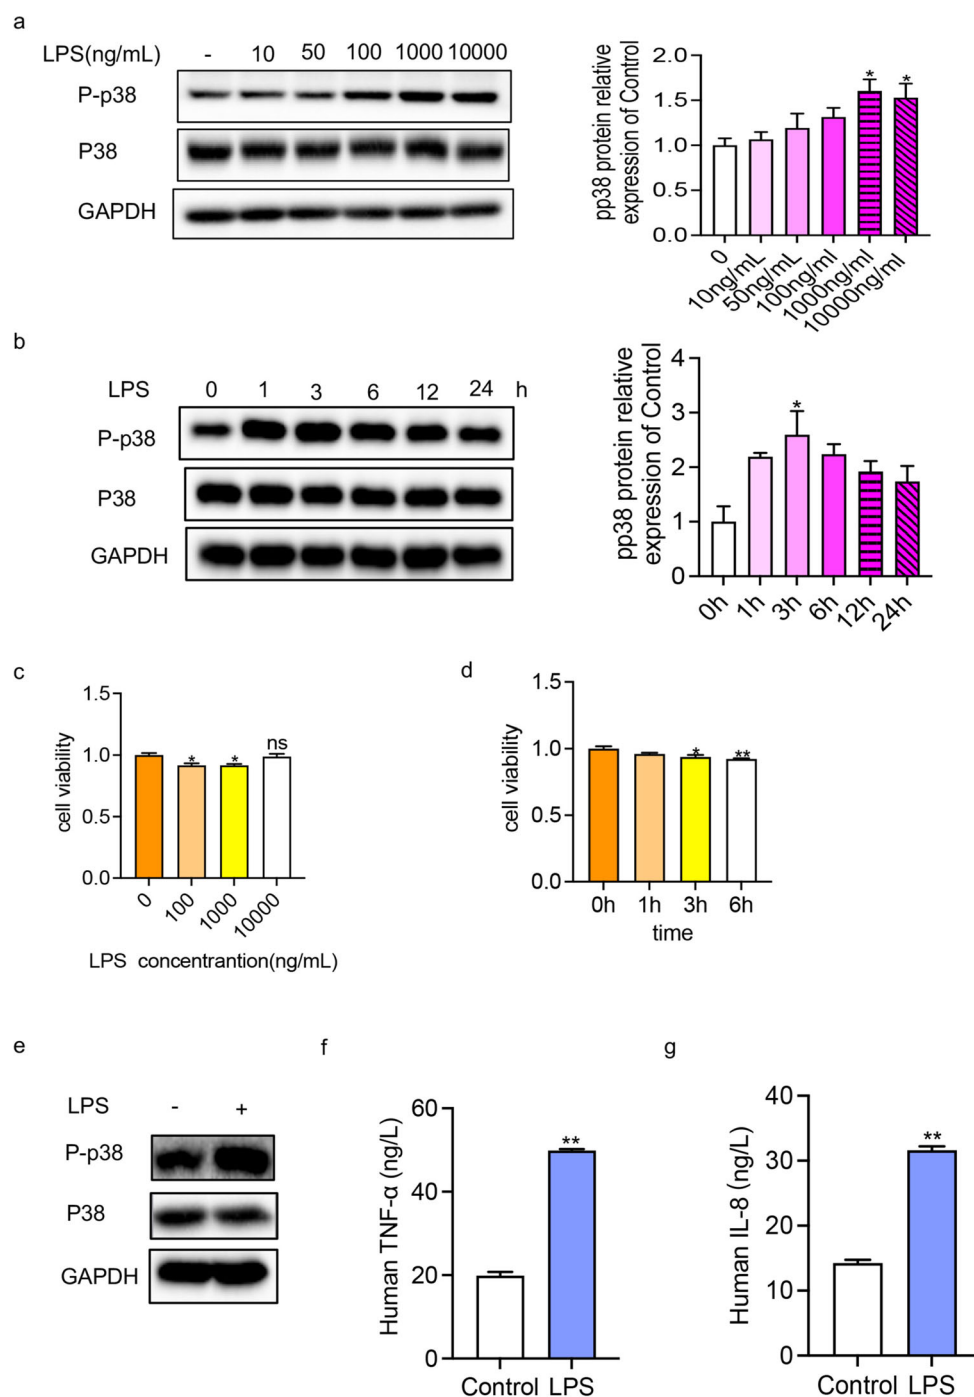 a
LPS(ng/mL) - 10 50 100 1000 10000
P-p38
P38
GAPDH
pp38 protein relative
expression of Control
2.0
1.5
1.0
0.5
0.0
* *
0 10ng/mL 50ng/mL 100ng/ml 1000ng/ml 10000ng/ml
b
LPS 0 1 3 6 12 24 h
P-p38
P38
GAPDH
pp38 protein relative
expression of Control
4
3
2
1
0
*
0h 1h 3h 6h 12h 24h
c
cell viability
1.5
1.0
0.5
0.0
* * ns
0 100 1000 10000
LPS concentrantion(ng/mL)
d
cell viability
1.5
1.0
0.5
0.0
* **
0h 1h 3h 6h
time
e
LPS - +
P-p38
P38
GAPDH
f
Human TNF-α (ng/L)
60
40
20
0
**
Control LPS
g
Human IL-8 (ng/L)
40
30
20
10
0
**
Control LPS